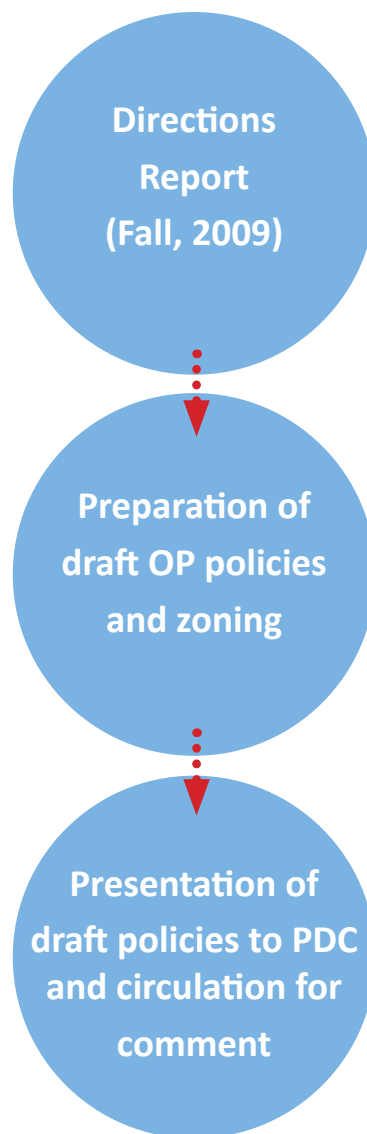 Directions
Report
(Fall, 2009)
Preparation of
draft OP policies
and zoning
Presentation of
draft policies to PDC
and circulation for
comment